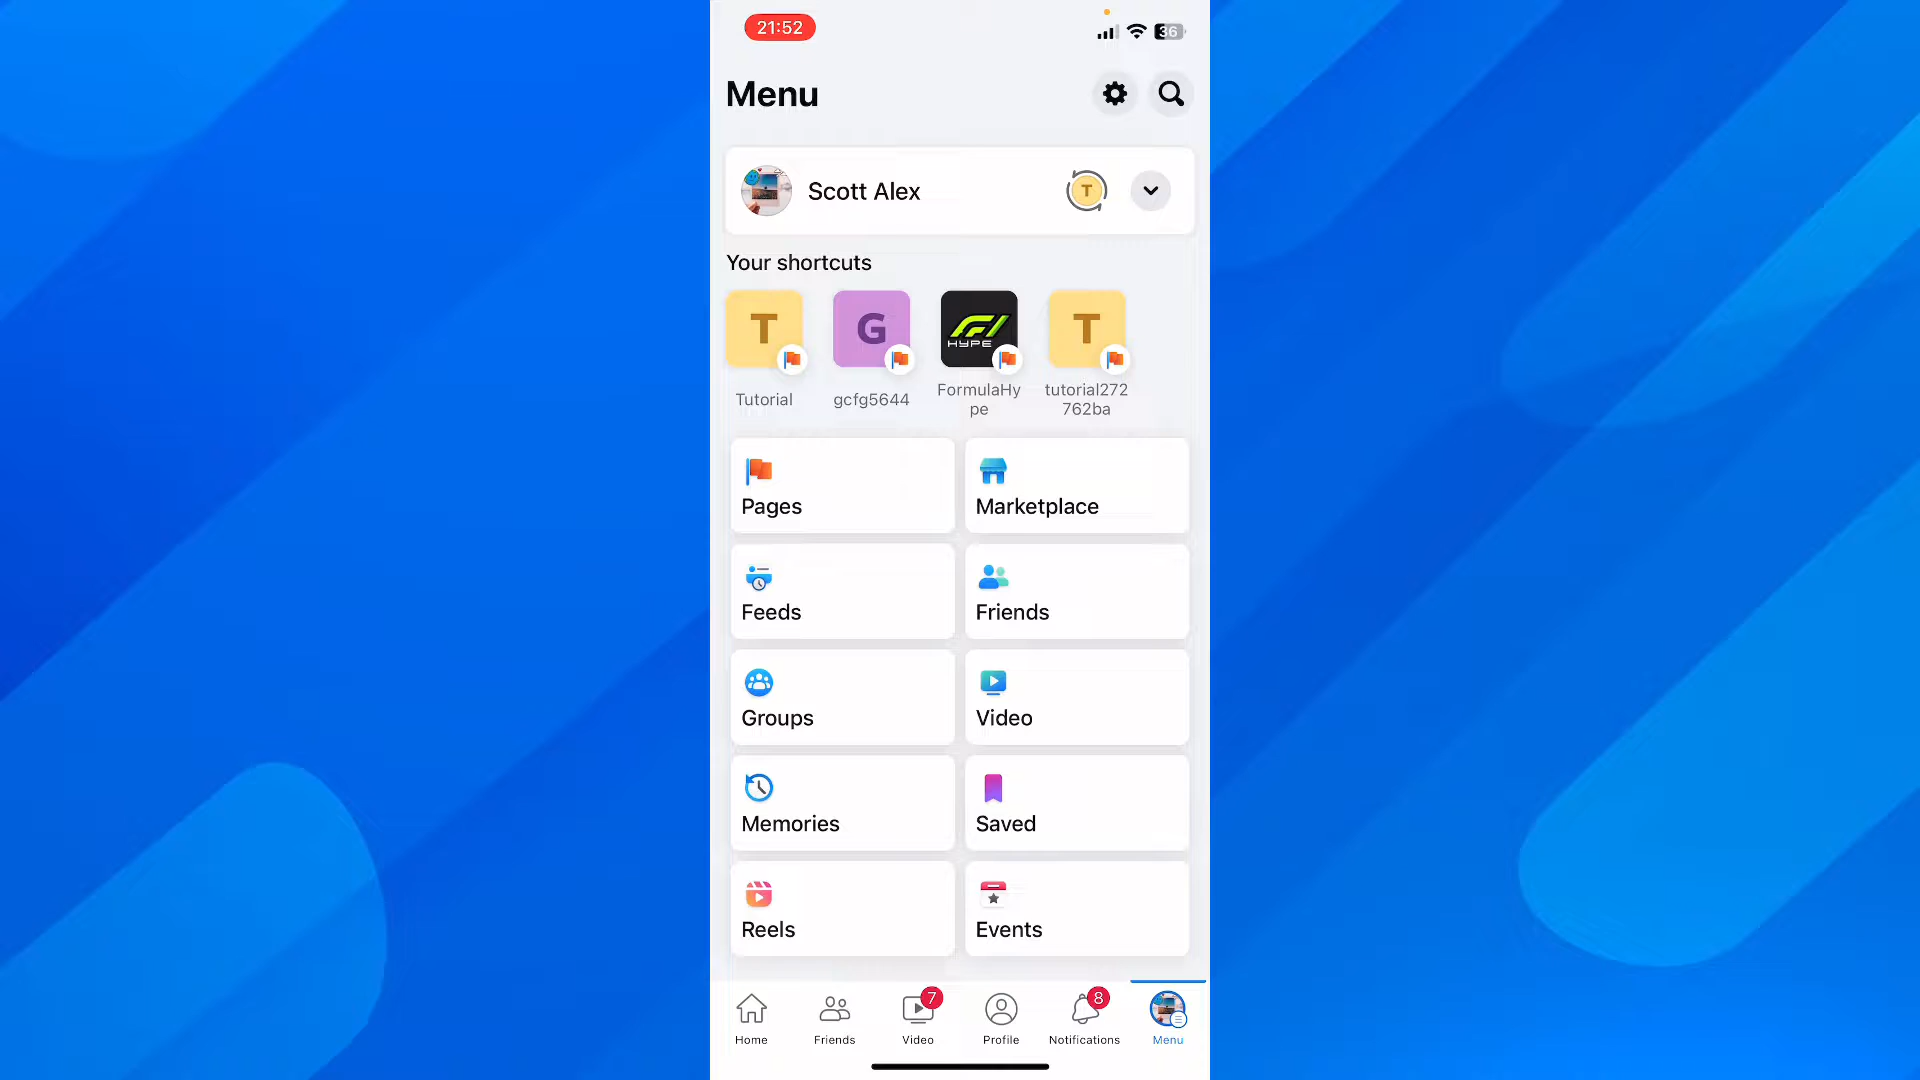 21:52
36
Menu
Scott Alex
T
Your shortcuts
T
G
HYPE
T
Tutorial
gcfg5644
FormulaHy
pe
tutorial272
762ba
Pages
Marketplace
Feeds
Friends
Groups
Video
Memories
Saved
Reels
Events
7
8
Home
Friends
Video
Profile
Notifications
Menu